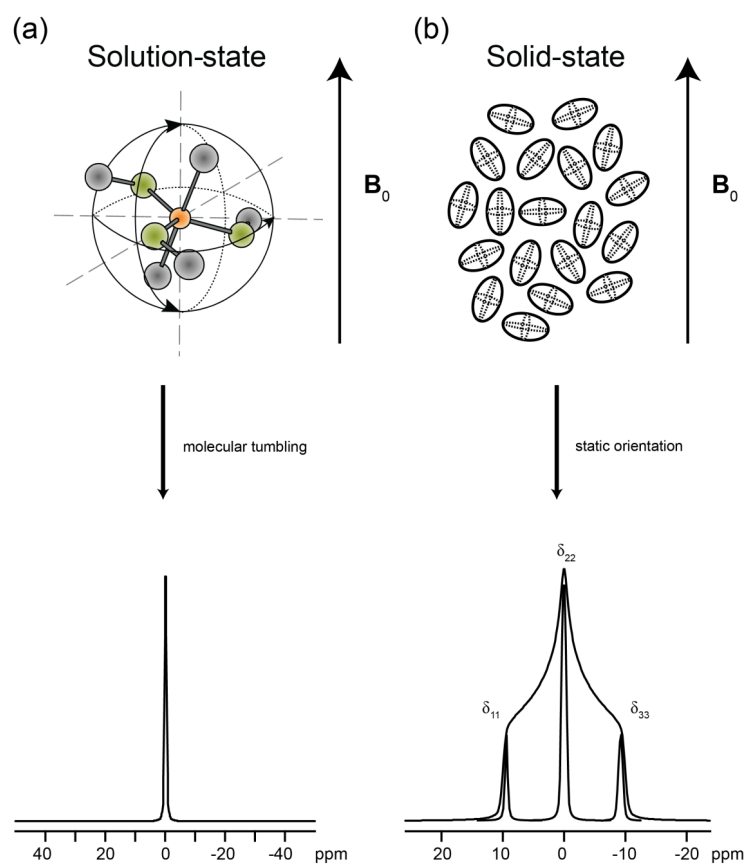 (a)
Solution-state
B0
molecular tumbling
40 20 0 -20 -40 ppm
(b)
Solid-state
B0
static orientation
δ22
δ11
δ33
20 10 0 -10 -20 ppm